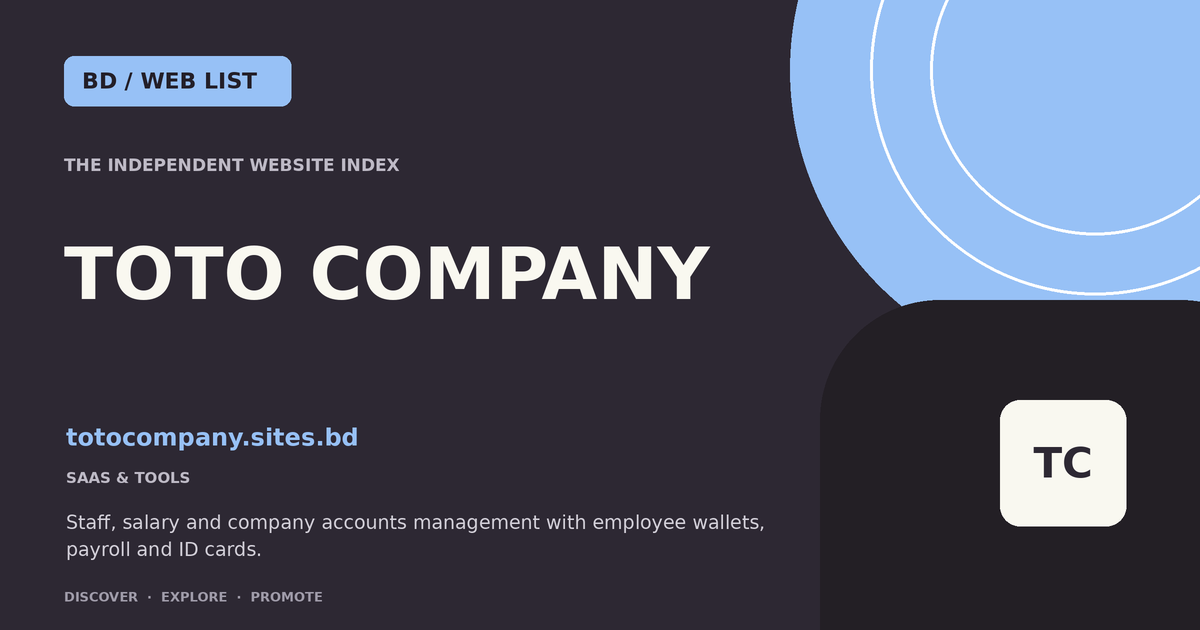 BD / WEB LIST
THE INDEPENDENT WEBSITE INDEX
TOTO COMPANY
totocompany.sites.bd
SAAS & TOOLS
Staff, salary and company accounts management with employee wallets,
payroll and ID cards.
DISCOVER · EXPLORE · PROMOTE
TC